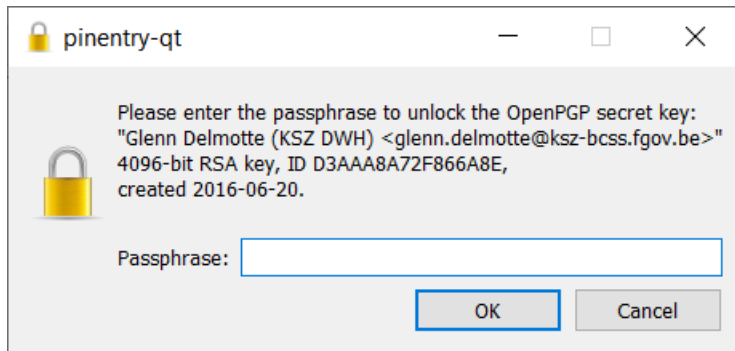 pinentry-qt
Please enter the passphrase to unlock the OpenPGP secret key:
"Glenn Delmotte (KSZ DWH) <glenn.delmotte@ksz-bcss.fgov.be>"
4096-bit RSA key, ID D3AAA8A72F866A8E,
created 2016-06-20.
Passphrase:
OK Cancel